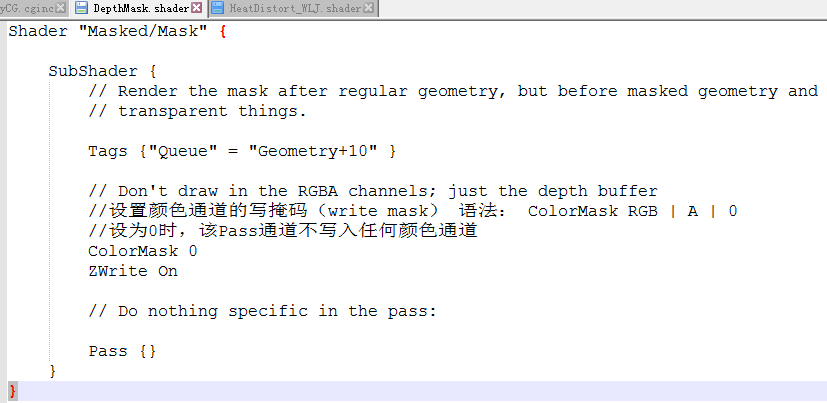 yCG.cginc DepthMask.shader HeatDistort_WLJ.shader
Shader "Masked/Mask" {
SubShader {
// Render the mask after regular geometry, but before masked geometry and
// transparent things.
Tags {"Queue" = "Geometry+10" }
// Don't draw in the RGBA channels; just the depth buffer
//设置颜色通道的写掩码（write mask） 语法： ColorMask RGB | A | 0
//设为0时，该Pass通道不写入任何颜色通道
ColorMask 0
ZWrite On
// Do nothing specific in the pass:
Pass {}
}
}